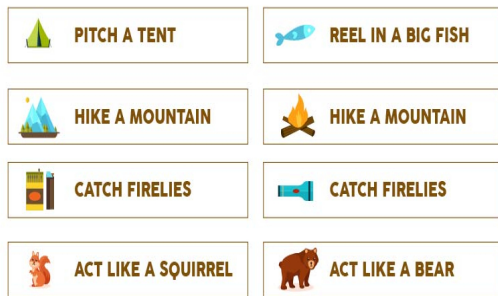 PITCH A TENT
REEL IN A BIG FISH
HIKE A MOUNTAIN
HIKE A MOUNTAIN
CATCH FIRELIES
CATCH FIRELIES
ACT LIKE A SQUIRREL
ACT LIKE A BEAR